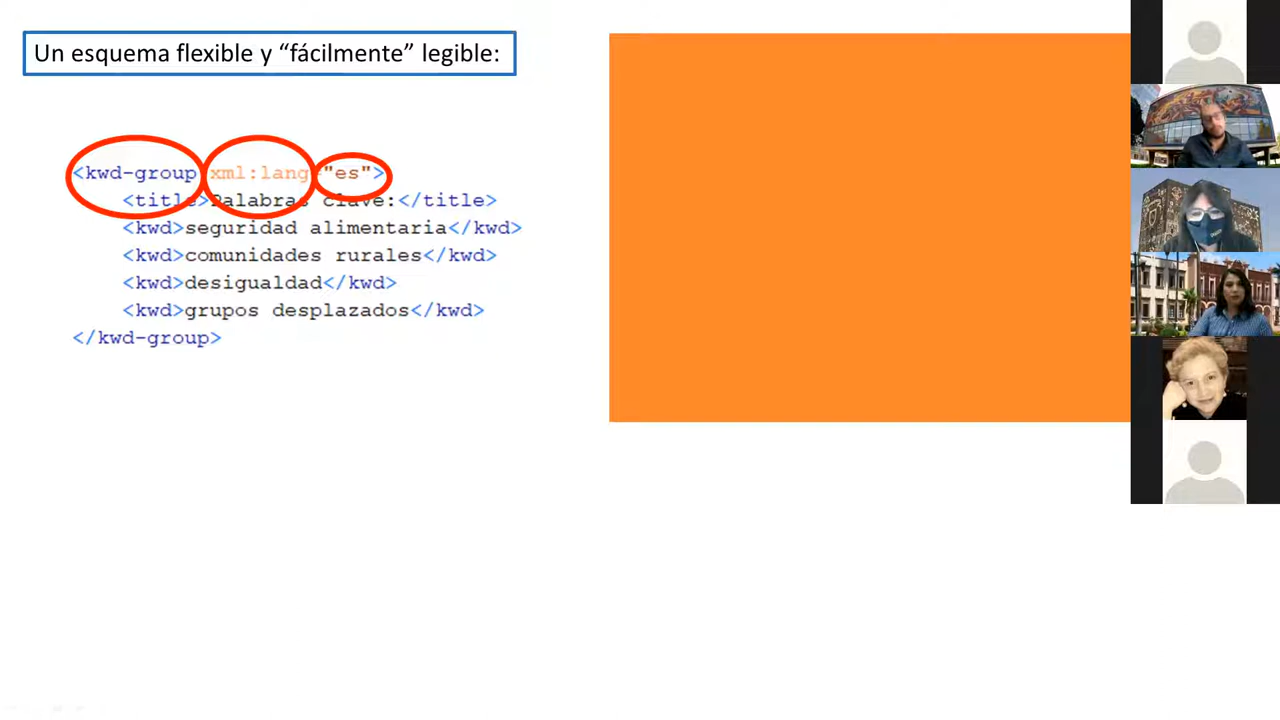 Un esquema flexible y “fácilmente” legible:
<kwd-group xml:lang="es">
<title>Palabras clave:</title>
<kwd>seguridad alimentaria</kwd>
<kwd>comunidades rurales</kwd>
<kwd>desigualdad</kwd>
<kwd>grupos desplazados</kwd>
</kwd-group>